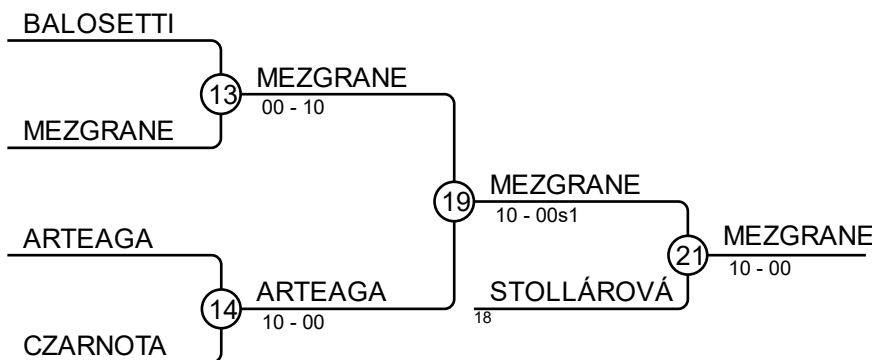 BALOSETTI
13
MEZGRANE
00 - 10
MEZGRANE
19
MEZGRANE
10 - 00s1
ARTEAGA
21
MEZGRANE
10 - 00
14
ARTEAGA
10 - 00
STOLLÁROVÁ
18
CZARNOTA